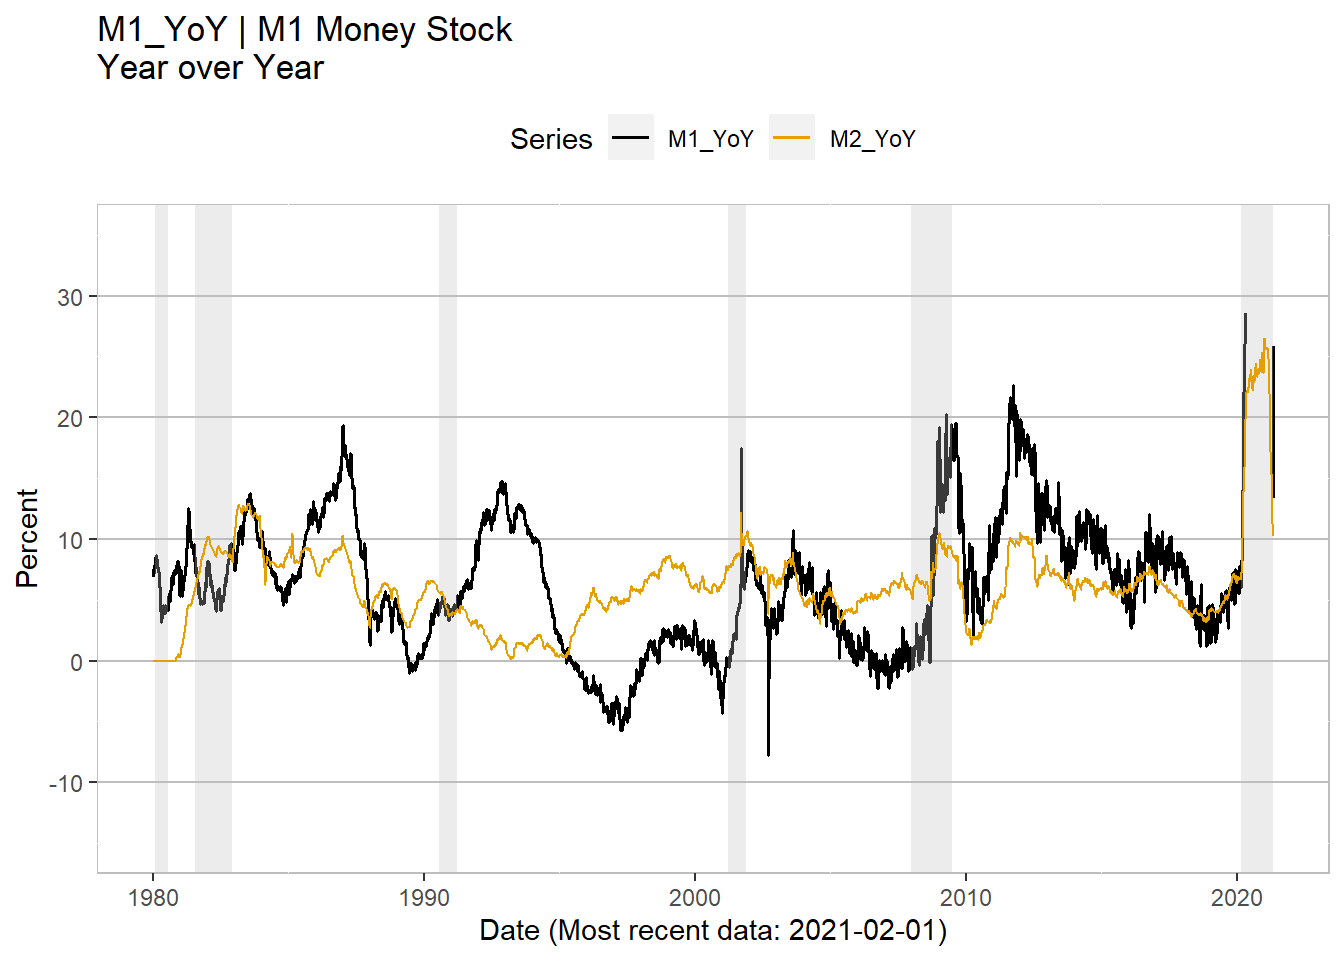 M1_YoY | M1 Money Stock
Year over Year
Series M1_YoY M2_YoY
Percent
30
20
10
0
-10
1980 1990 2000 2010 2020
Date (Most recent data: 2021-02-01)